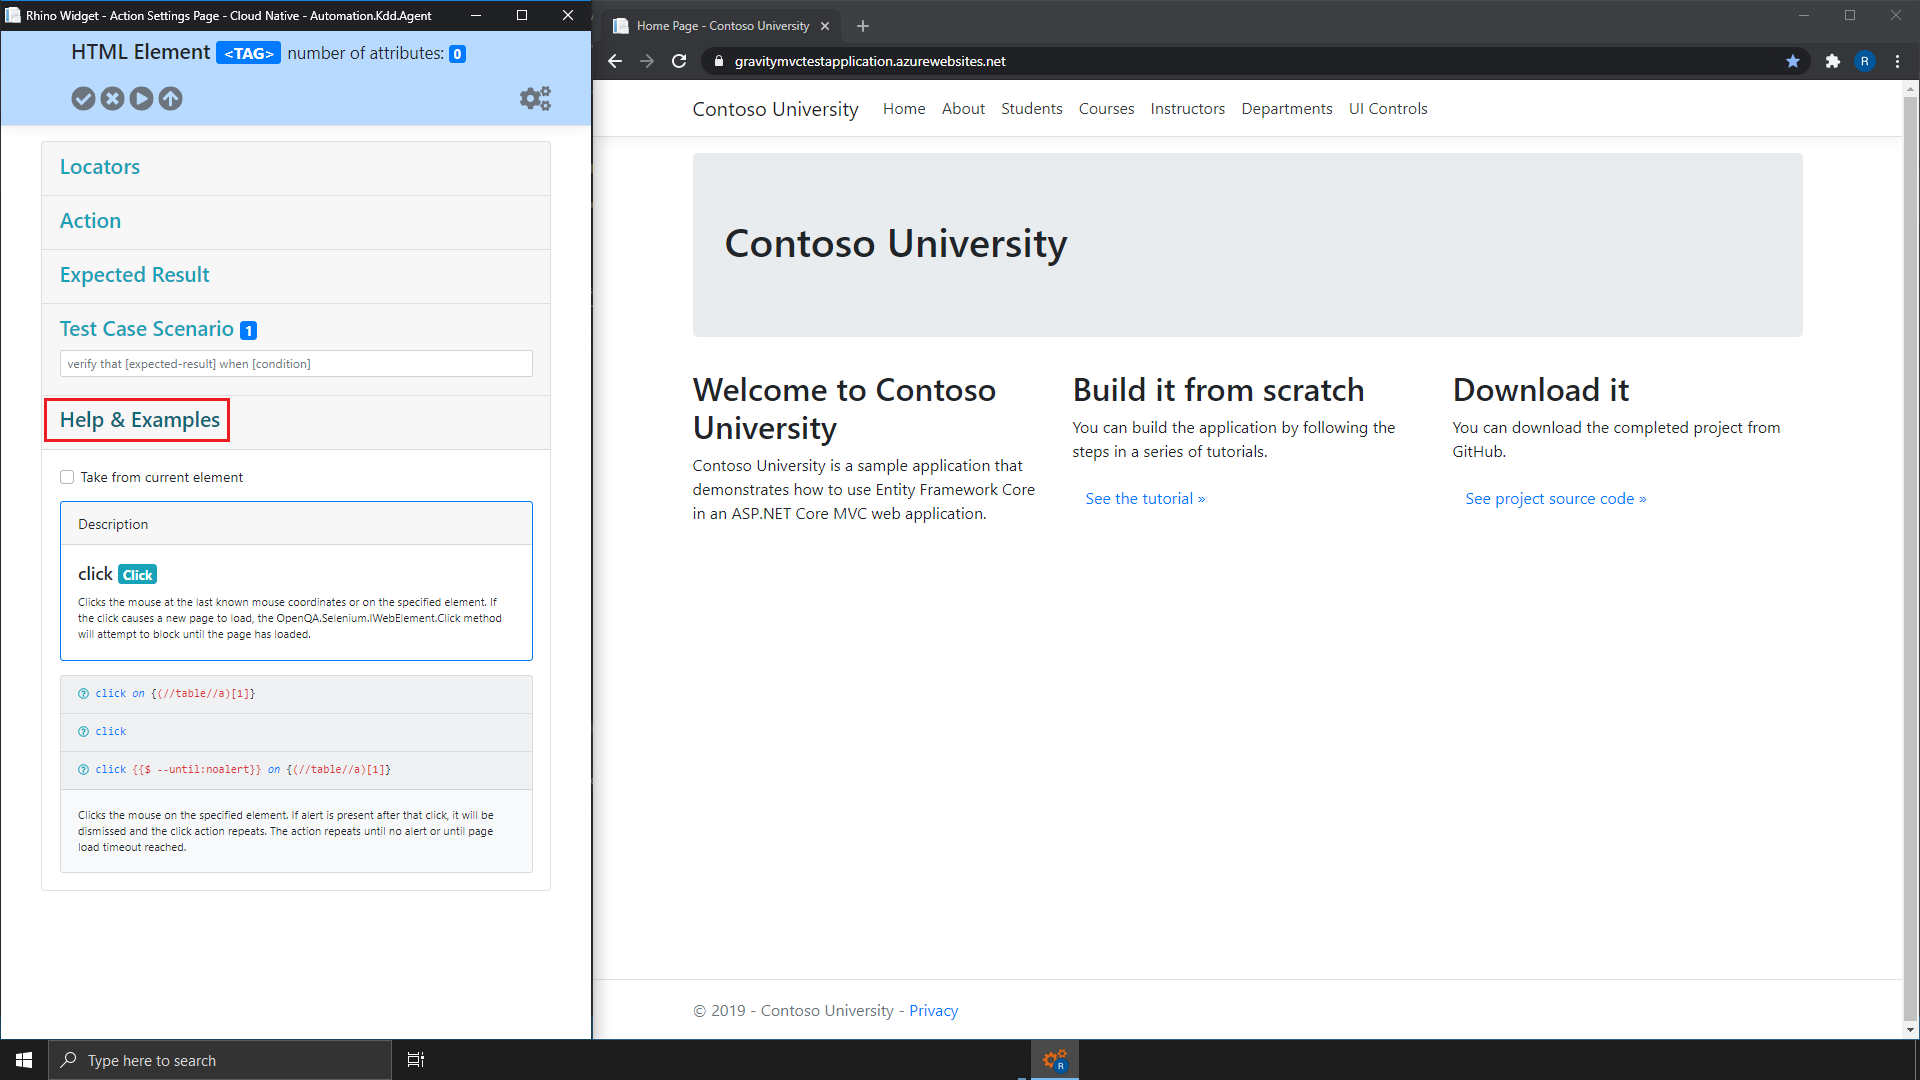 Rhino Widget - Action Settings Page - Cloud Native - Automation.Kdd.Agent
HTML Element <TAG> number of attributes: 0
Locators
Action
Expected Result
Test Case Scenario 1
verify that [expected-result] when [condition]
Help & Examples
Take from current element
Description
click Click
Clicks the mouse at the last known mouse coordinates or on the specified element. If
the click causes a new page to load, the OpenQA.Selenium.IWebElement.Click method
will attempt to block until the page has loaded.
click on {(//table//a)[1]}
click
click {{$ --until:noalert}} on {(//table//a)[1]}
Clicks the mouse on the specified element. If alert is present after that click, it will be
dismissed and the click action repeats. The action repeats until no alert or until page
load timeout reached.
Home Page - Contoso University
gravitymvctestapplication.azurewebsites.net
R
Contoso University Home About Students Courses Instructors Departments UI Controls
Contoso University
Welcome to Contoso
University
Contoso University is a sample application that
demonstrates how to use Entity Framework Core
in an ASP.NET Core MVC web application.
Build it from scratch
You can build the application by following the
steps in a series of tutorials.
See the tutorial »
Download it
You can download the completed project from
GitHub.
See project source code »
© 2019 - Contoso University - Privacy
Type here to search
R